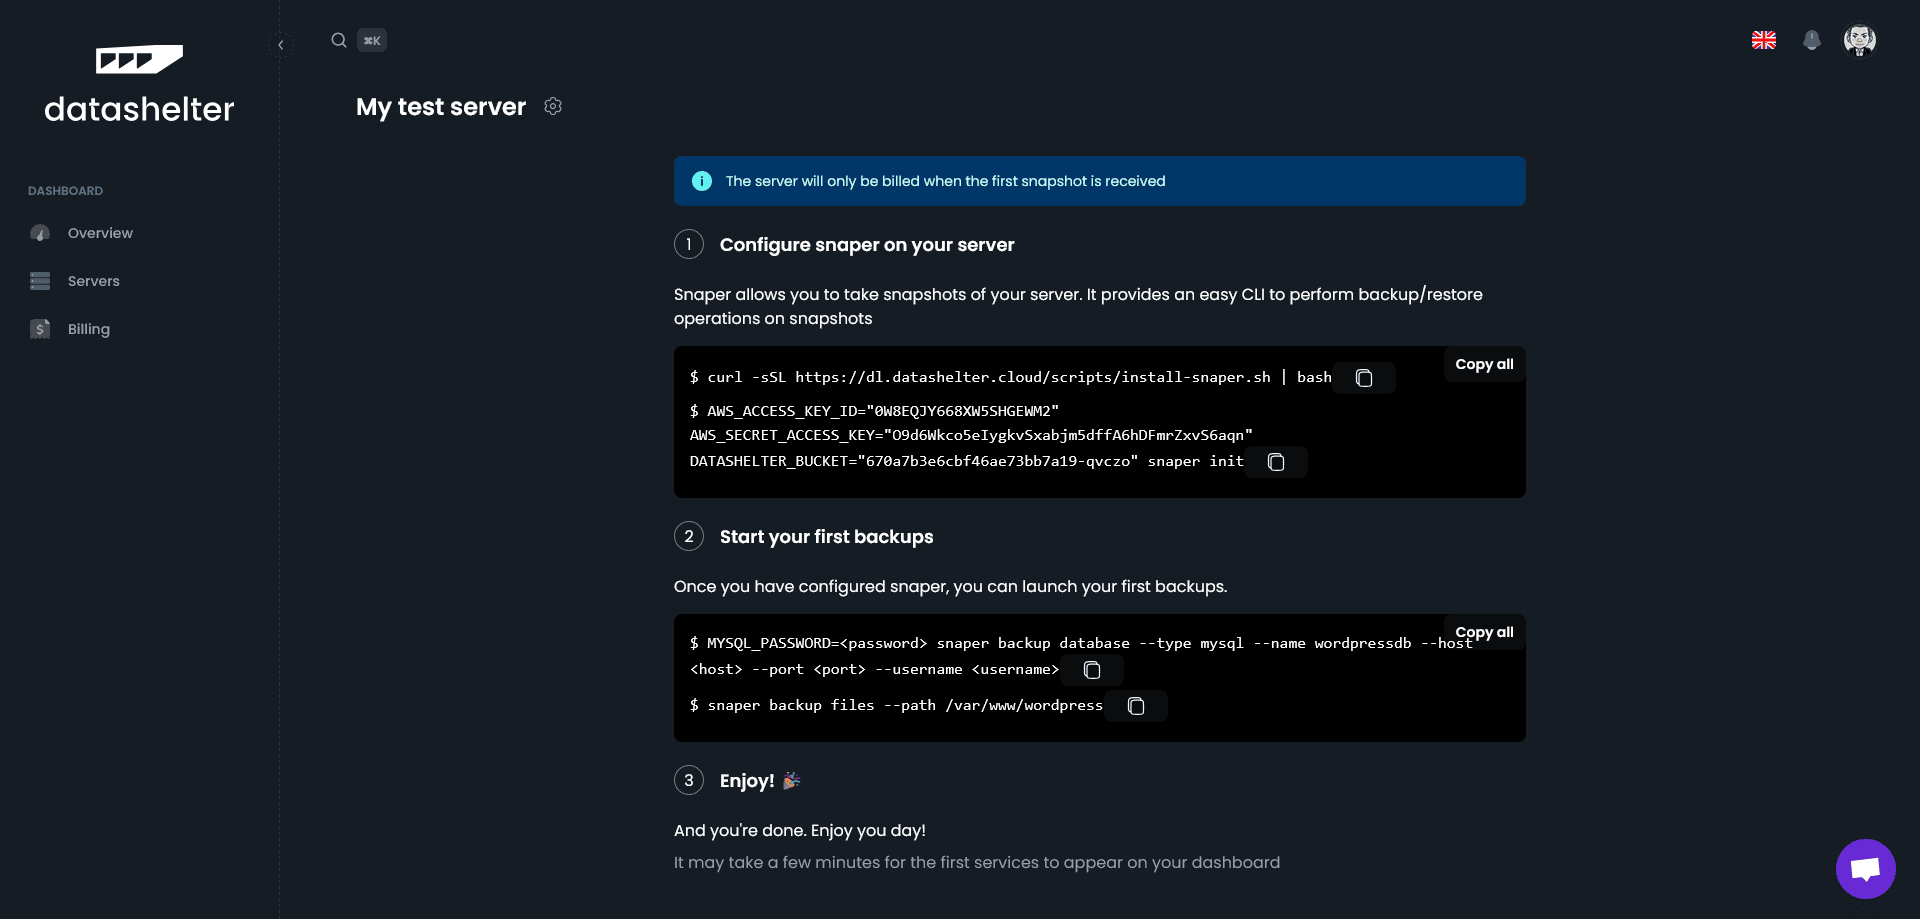 datashelter
DASHBOARD
Overview
Servers
Billing
⌘K
My test server
The server will only be billed when the first snapshot is received
1 Configure snaper on your server
Snaper allows you to take snapshots of your server. It provides an easy CLI to perform backup/restore
operations on snapshots
Copy all
$ curl -sSL https://dl.datashelter.cloud/scripts/install-snaper.sh | bash
$ AWS_ACCESS_KEY_ID="0W8EQJY668XW5SHGEWM2"
AWS_SECRET_ACCESS_KEY="O9d6Wkco5eIygkvSxabjm5dffA6hDFmrZxvS6aqn"
DATASHELTER_BUCKET="670a7b3e6cbf46ae73bb7a19-qvczo" snaper init
2 Start your first backups
Once you have configured snaper, you can launch your first backups.
Copy all
$ MYSQL_PASSWORD=<password> snaper backup database --type mysql --name wordpressdb --host
<host> --port <port> --username <username>
$ snaper backup files --path /var/www/wordpress
3 Enjoy! 🎉
And you're done. Enjoy you day!
It may take a few minutes for the first services to appear on your dashboard